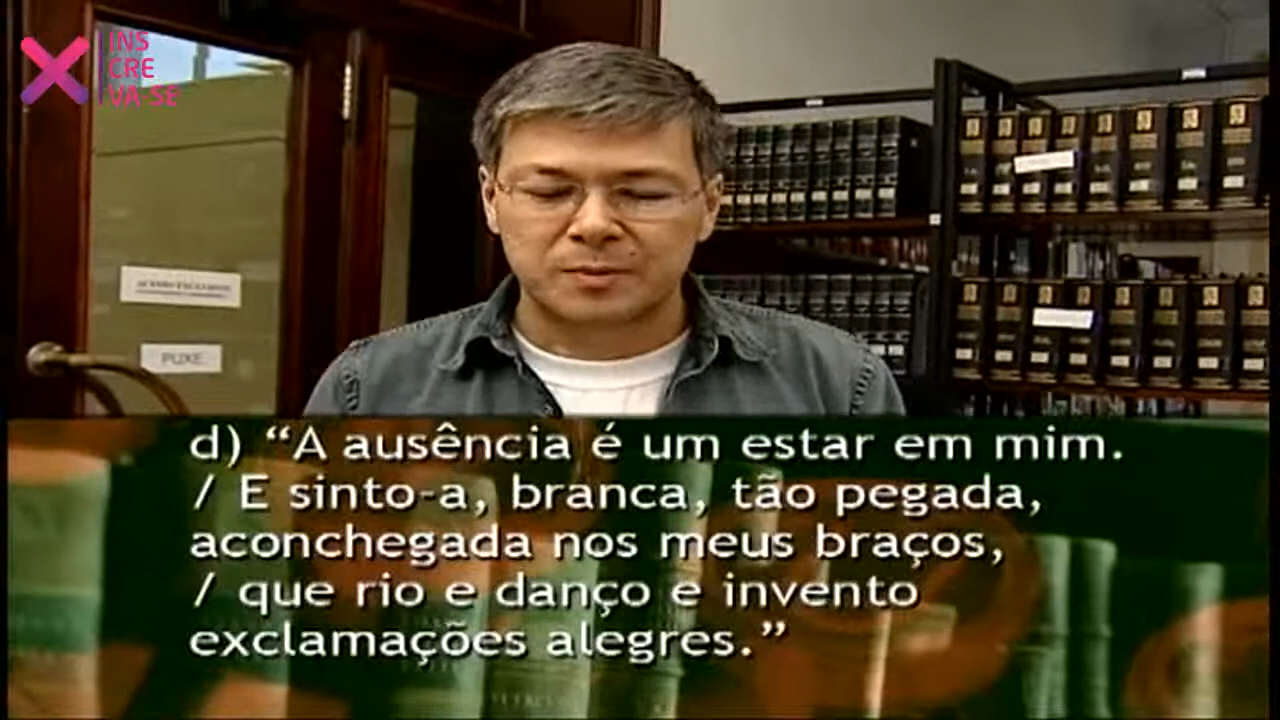 INS
CRE
VA-SE
PUXE
d) “A ausência é um estar em mim.
/ E sinto-a, branca, tão pegada,
aconchegada nos meus braços,
/ que rio e danço e invento
exclamações alegres.”